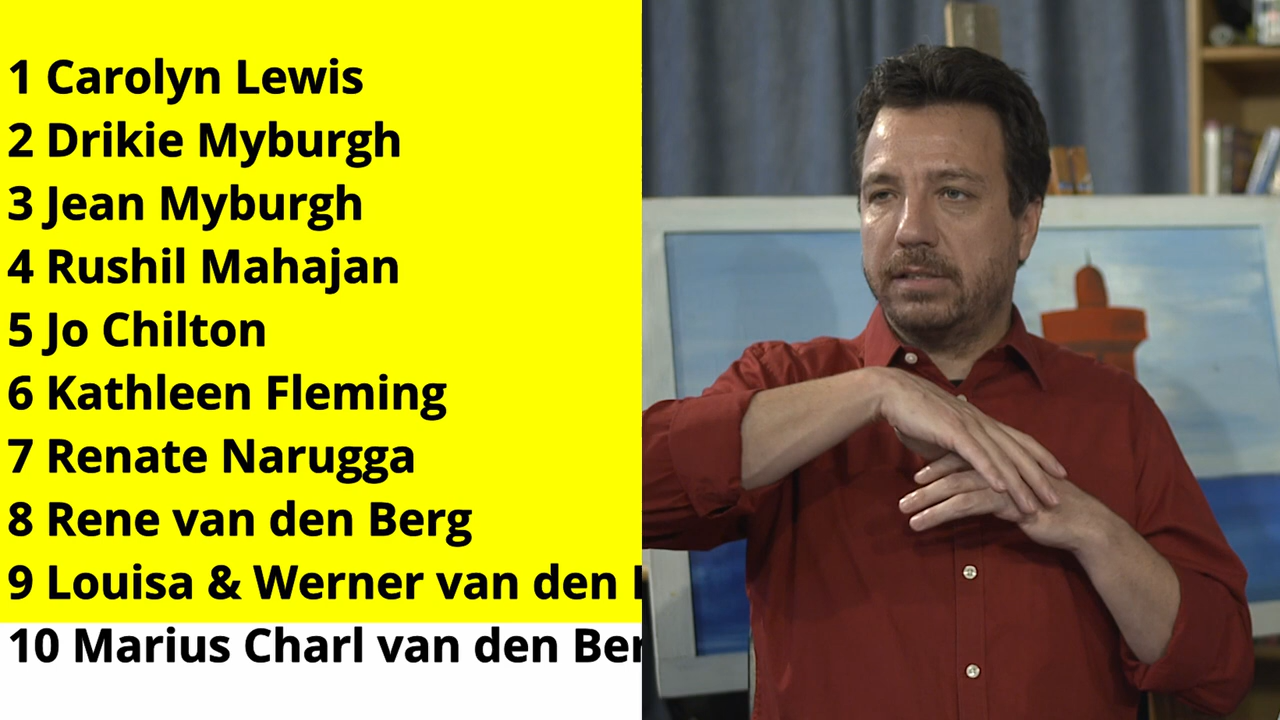 1 Carolyn Lewis
2 Drikie Myburgh
3 Jean Myburgh
4 Rushil Mahajan
5 Jo Chilton
6 Kathleen Fleming
7 Renate Narugga
8 Rene van den Berg
9 Louisa & Werner van den
10 Marius Charl van den Ber